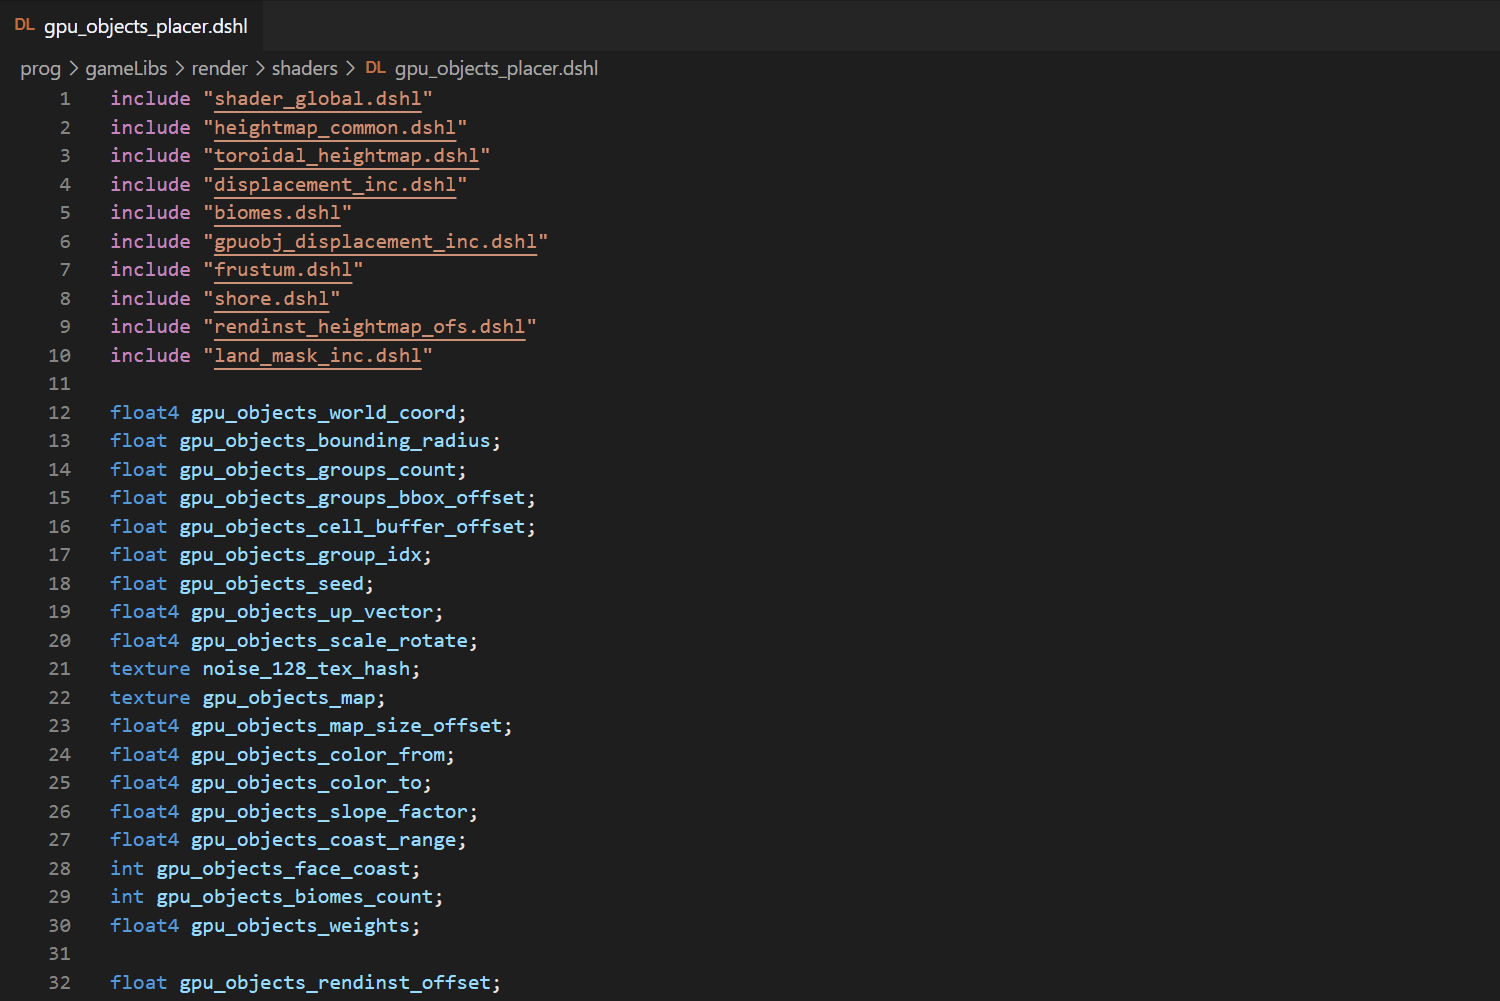 DL gpu_objects_placer.dshl
prog > gameLibs > render > shaders > DL gpu_objects_placer.dshl
1 include "shader_global.dshl"
2 include "heightmap_common.dshl"
3 include "toroidal_heightmap.dshl"
4 include "displacement_inc.dshl"
5 include "biomes.dshl"
6 include "gpuobj_displacement_inc.dshl"
7 include "frustum.dshl"
8 include "shore.dshl"
9 include "rendinst_heightmap_ofs.dshl"
10 include "land_mask_inc.dshl"
11
12 float4 gpu_objects_world_coord;
13 float gpu_objects_bounding_radius;
14 float gpu_objects_groups_count;
15 float gpu_objects_groups_bbox_offset;
16 float gpu_objects_cell_buffer_offset;
17 float gpu_objects_group_idx;
18 float gpu_objects_seed;
19 float4 gpu_objects_up_vector;
20 float4 gpu_objects_scale_rotate;
21 texture noise_128_tex_hash;
22 texture gpu_objects_map;
23 float4 gpu_objects_map_size_offset;
24 float4 gpu_objects_color_from;
25 float4 gpu_objects_color_to;
26 float4 gpu_objects_slope_factor;
27 float4 gpu_objects_coast_range;
28 int gpu_objects_face_coast;
29 int gpu_objects_biomes_count;
30 float4 gpu_objects_weights;
31
32 float gpu_objects_rendinst_offset;